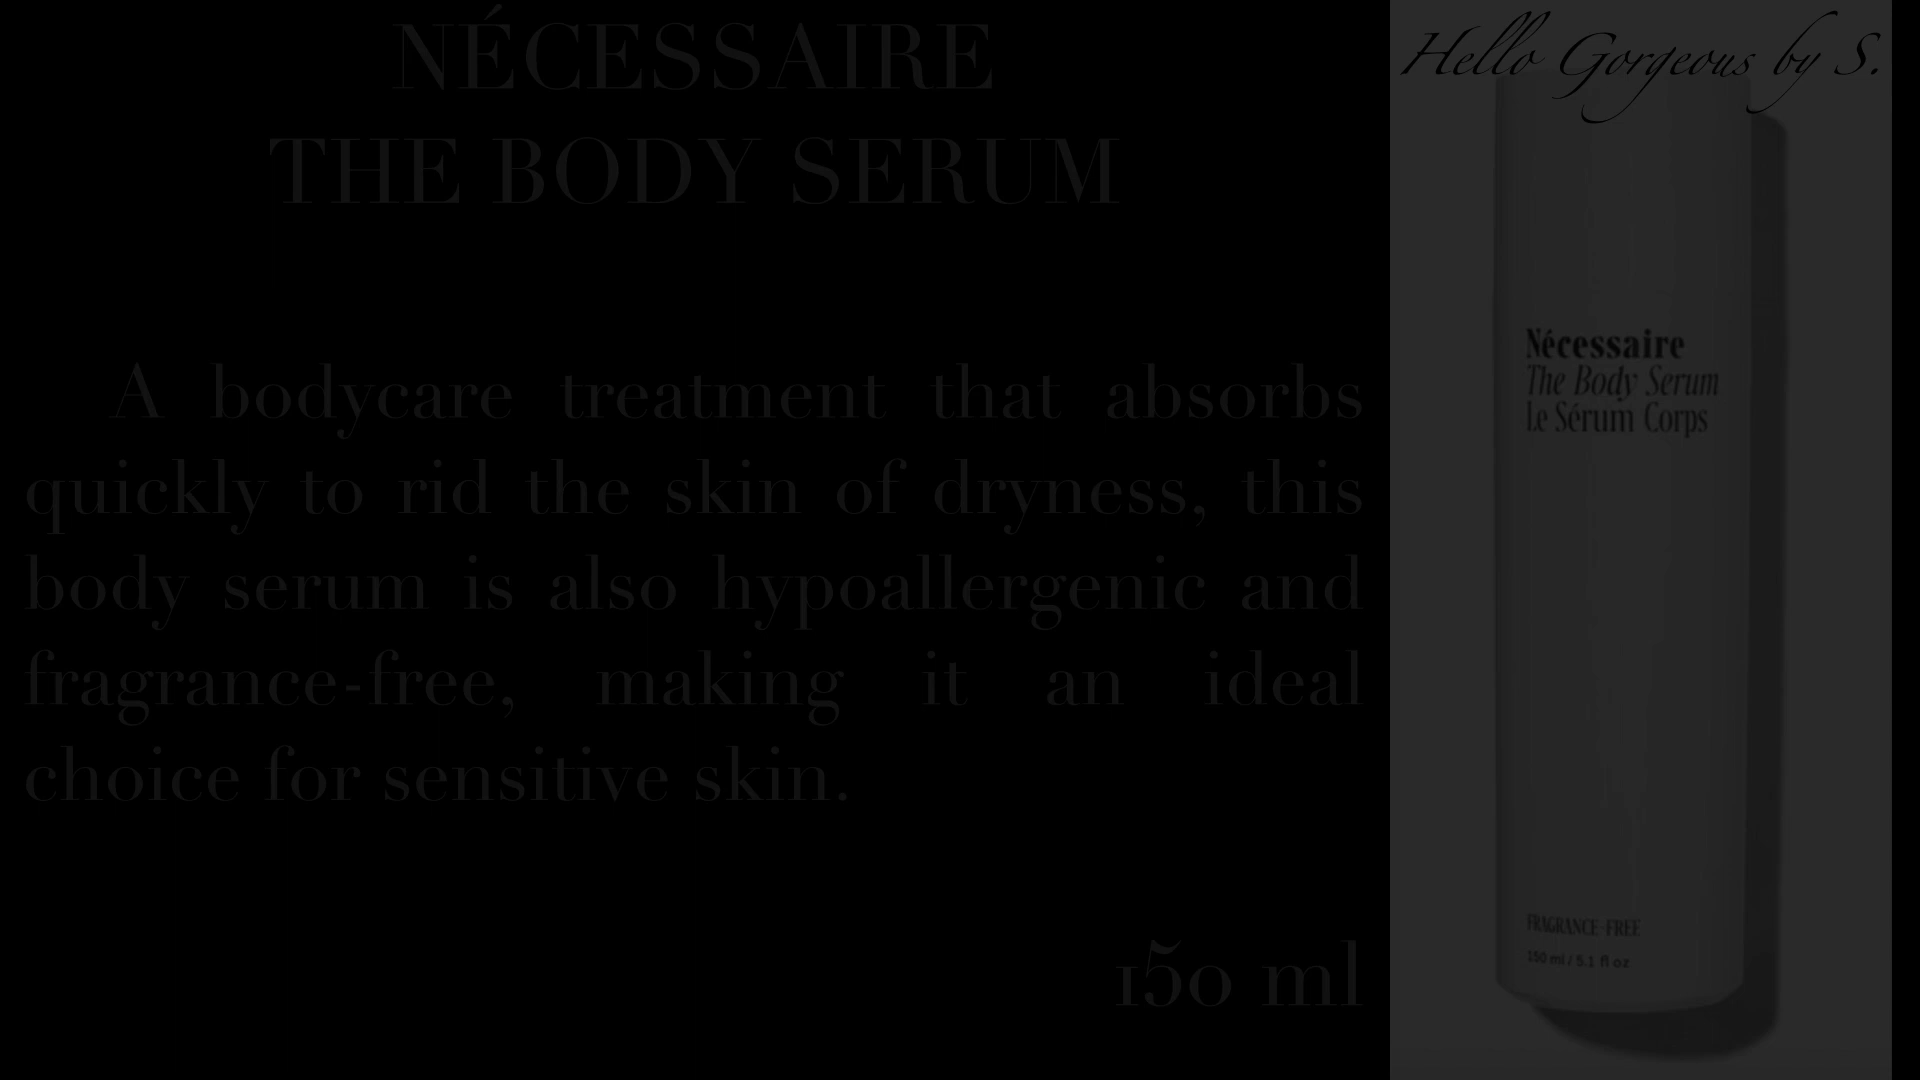 NÉCESSAIRE
THE BODY SERUM
A bodycare treatment that absorbs
quickly to rid the skin of dryness, this
body serum is also hypoallergenic and
fragrance-free, making it an ideal
choice for sensitive skin.
150 ml
Hello Gorgeous by S.
Nécessaire
The Body Serum
Le Sérum Corps
FRAGRANCE-FREE
150 ml / 5.1 fl oz